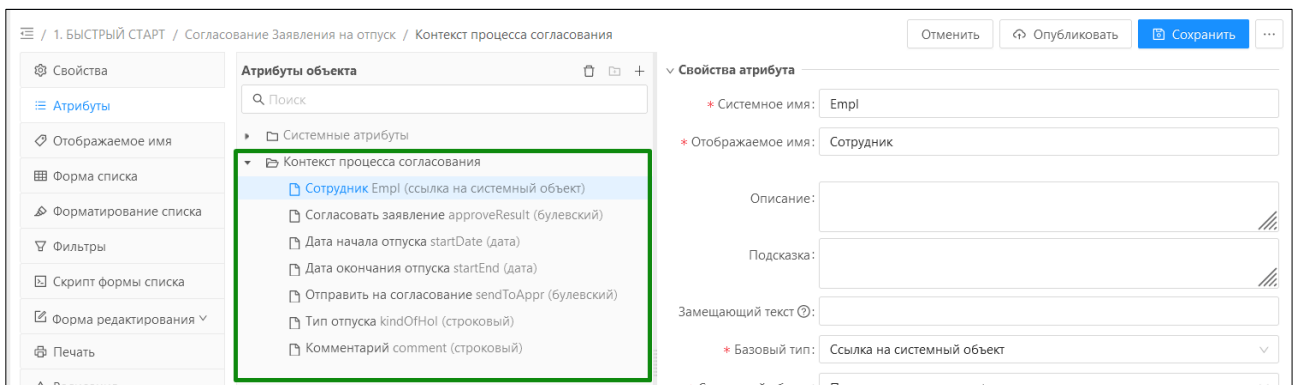 / 1. БЫСТРЫЙ СТАРТ / Согласование Заявления на отпуск / Контекст процесса согласования
Отменить
Опубликовать
Сохранить
Свойства
Атрибуты
Отображаемое имя
Форма списка
Форматирование списка
Фильтры
Скрипт формы списка
Форма редактирования
Печать
Атрибуты объекта
Поиск
Системные атрибуты
Контекст процесса согласования
Сотрудник Empl (ссылка на системный объект)
Согласовать заявление approveResult (булевский)
Дата начала отпуска startDate (дата)
Дата окончания отпуска startEnd (дата)
Отправить на согласование sendToAppr (булевский)
Тип отпуска kindOfHol (строковый)
Комментарий comment (строковый)
Свойства атрибута
* Системное имя: Empl
* Отображаемое имя: Сотрудник
Описание:
Подсказка:
Замещающий текст ?:
* Базовый тип: Ссылка на системный объект